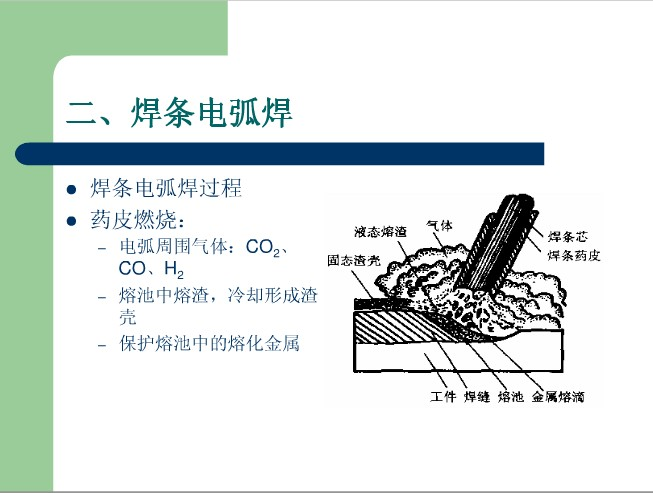 二、焊条电弧焊
焊条电弧焊过程
药皮燃烧：
– 电弧周围气体：CO₂、
CO、H₂
– 熔池中熔渣，冷却形成渣
壳
– 保护熔池中的熔化金属
液态熔渣 气体
焊条芯
焊条药皮
固态渣壳
工件 焊缝 熔池 金属熔滴